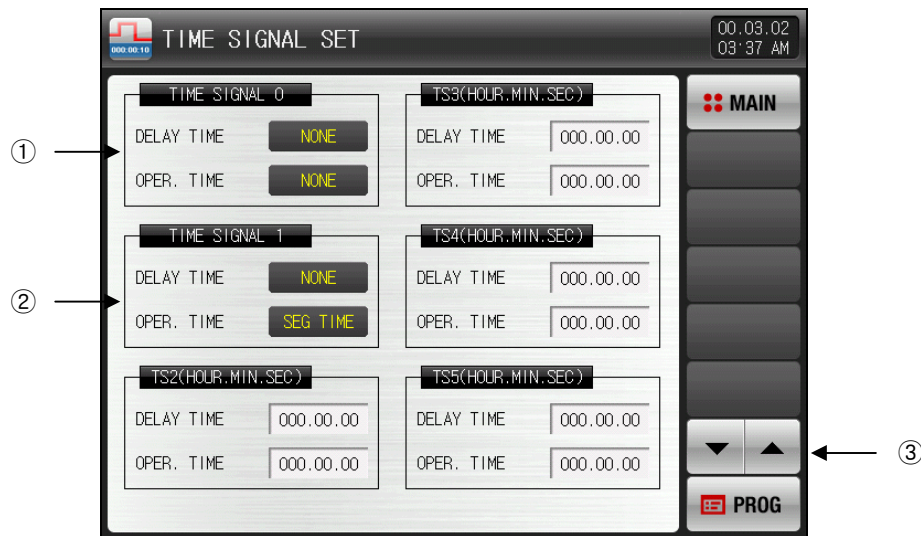 000:00:10
TIME SIGNAL SET
00.03.02
03:37 AM
TIME SIGNAL 0
DELAY TIME NONE
OPER. TIME NONE
TIME SIGNAL 1
DELAY TIME NONE
OPER. TIME SEG TIME
TS2(HOUR.MIN.SEC)
DELAY TIME 000.00.00
OPER. TIME 000.00.00
TS3(HOUR.MIN.SEC)
DELAY TIME 000.00.00
OPER. TIME 000.00.00
TS4(HOUR.MIN.SEC)
DELAY TIME 000.00.00
OPER. TIME 000.00.00
TS5(HOUR.MIN.SEC)
DELAY TIME 000.00.00
OPER. TIME 000.00.00
MAIN
PROG
①
②
③